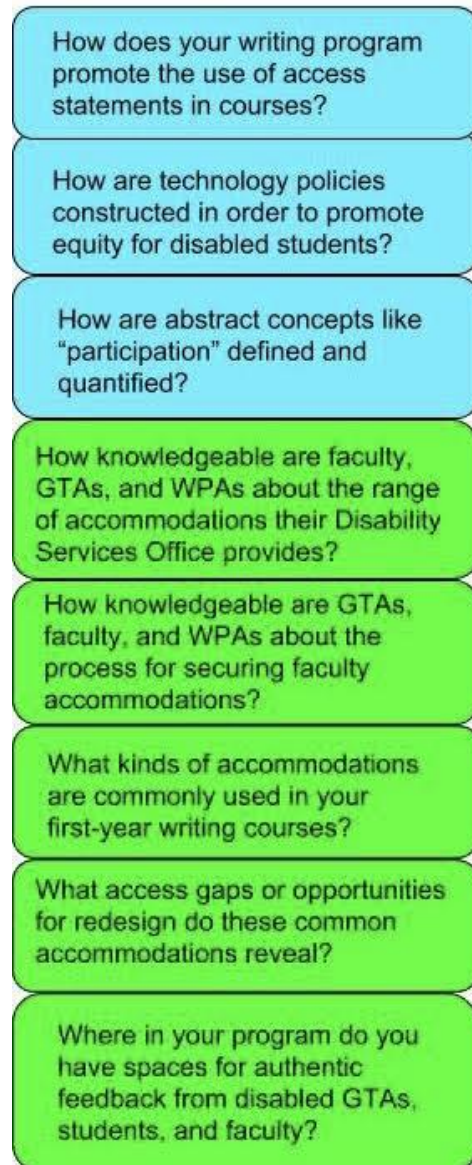 How does your writing program
promote the use of access
statements in courses?
How are technology policies
constructed in order to promote
equity for disabled students?
How are abstract concepts like
“participation” defined and
quantified?
How knowledgeable are faculty,
GTAs, and WPAs about the range
of accommodations their Disability
Services Office provides?
How knowledgeable are GTAs,
faculty, and WPAs about the
process for securing faculty
accommodations?
What kinds of accommodations
are commonly used in your
first-year writing courses?
What access gaps or opportunities
for redesign do these common
accommodations reveal?
Where in your program do you
have spaces for authentic
feedback from disabled GTAs,
students, and faculty?